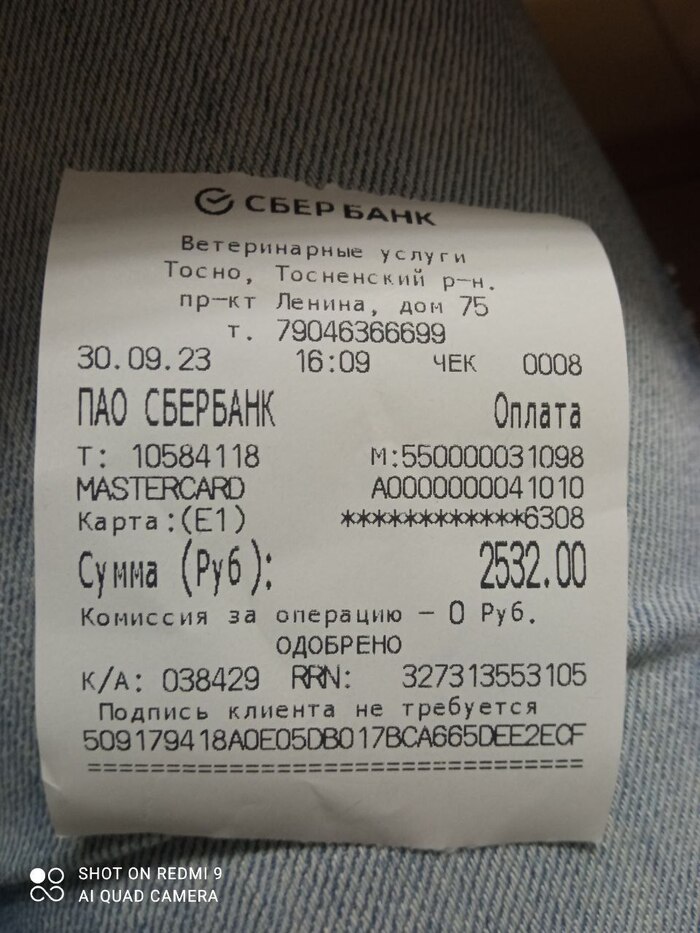 СБЕР БАНК
Ветеринарные услуги
Тосно, Тосненский р-н.
пр-кт Ленина, дом 75
т. 79046366699
30.09.23 16:09 ЧЕК 0008
ПАО СБЕРБАНК Оплата
Т: 10584118 М:550000031098
MASTERCARD A0000000041010
Карта:(E1) ************6308
Сумма (Руб): 2532.00
Комиссия за операцию – 0 Руб.
ОДОБРЕНО
К/А: 038429 RRN: 327313553105
Подпись клиента не требуется
509179418A0E05DB017BCA665DEE2ECF
================================
SHOT ON REDMI 9
AI QUAD CAMERA